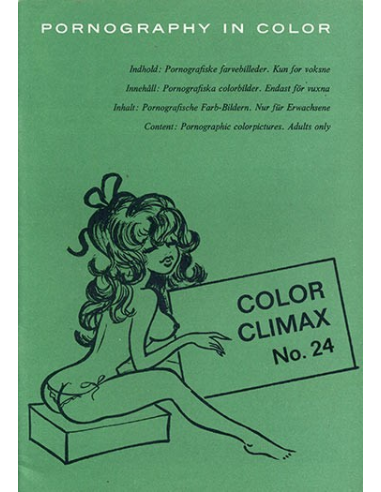 PORNOGRAPHY IN COLOR
Indhold: Pornografiske farvebilleder. Kun for voksne
Innehåll: Pornografiska colorbilder. Endast för vuxna
Inhalt: Pornografische Farb-Bildern. Nur für Erwachsene
Content: Pornographic colorpictures. Adults only
COLOR
CLIMAX
No. 24